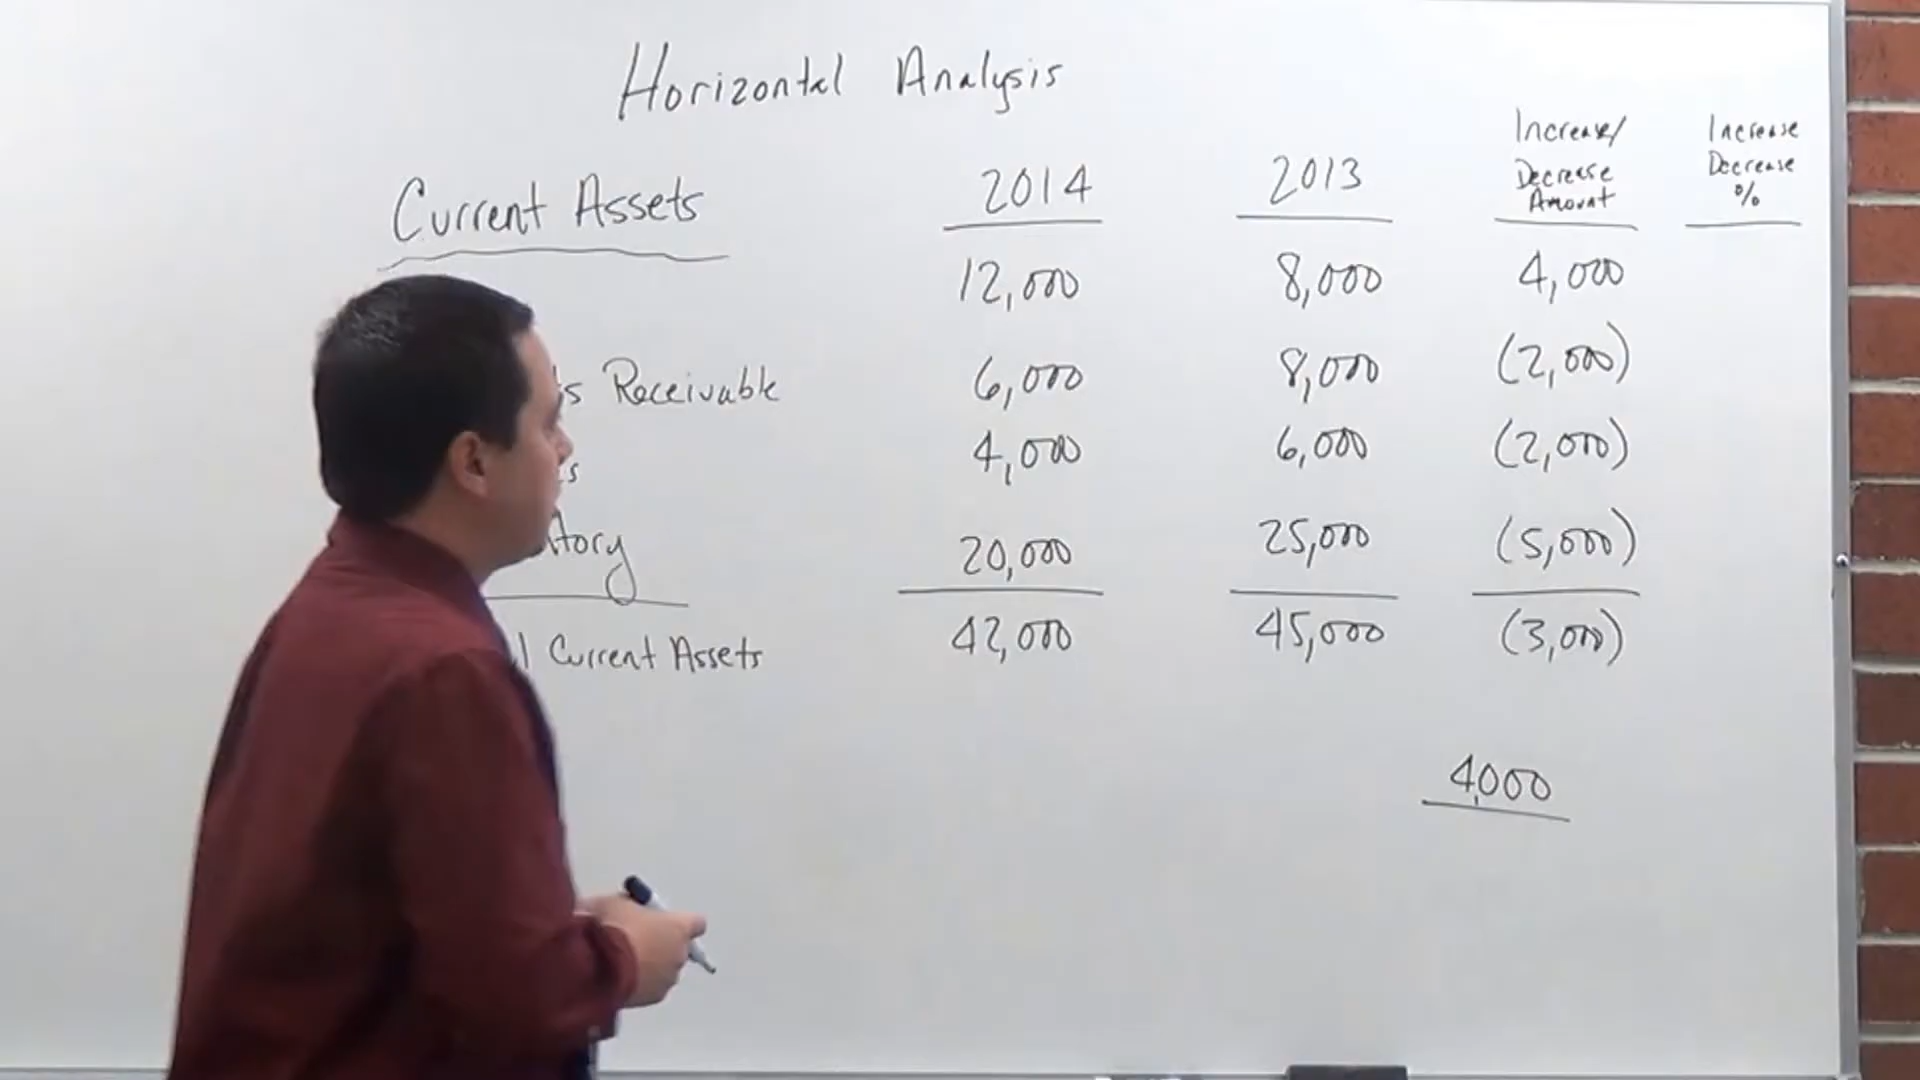 Horizontal Analysis
Current Assets 2014 2013 Increase/ Decrease Amount Increase Decrease %
12,000 8,000 4,000
s Receivable 6,000 8,000 (2,000)
s 4,000 6,000 (2,000)
tory 20,000 25,000 (5,000)
l Current Assets 42,000 45,000 (3,000)
4,000